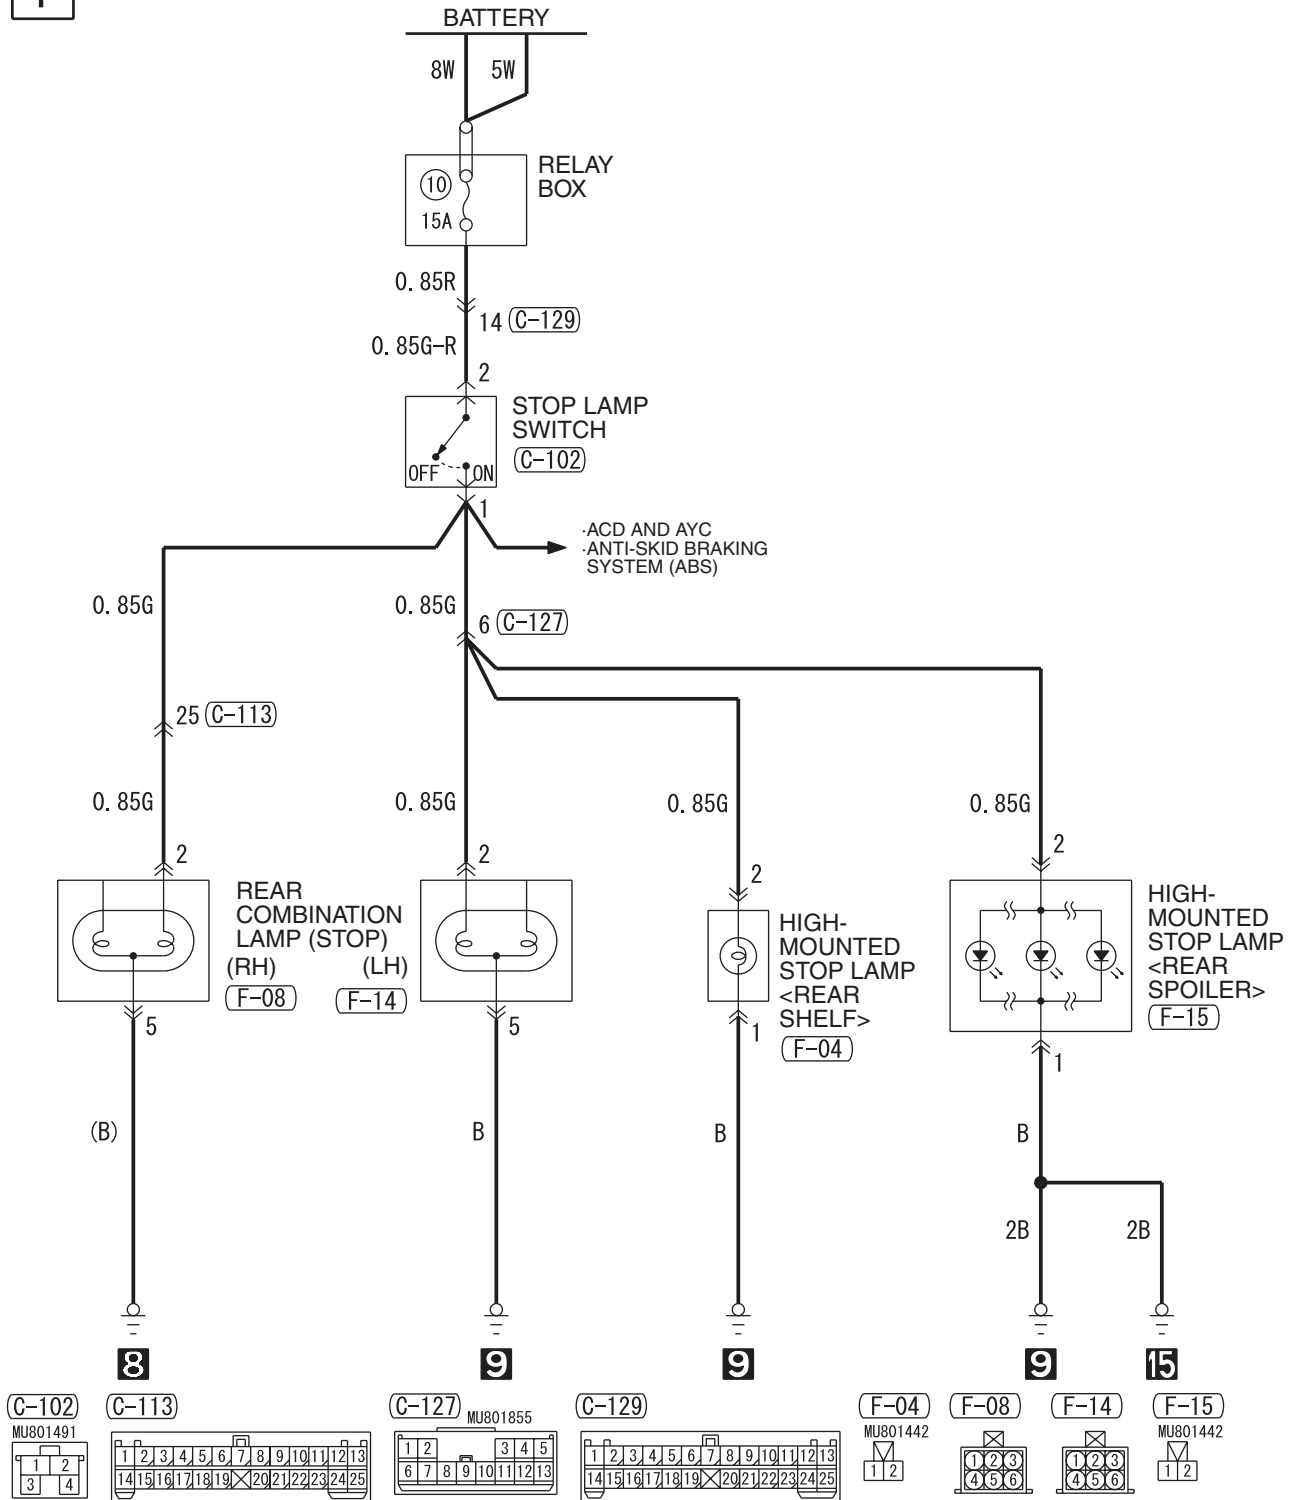 BATTERY
8W 5W
RELAY
BOX
10
15A
0.85R
14 C-129
0.85G-R
2
STOP LAMP
SWITCH
C-102
OFF ON
1
·ACD AND AYC
·ANTI-SKID BRAKING
SYSTEM (ABS)
0.85G 0.85G
6 C-127
25 C-113
0.85G 0.85G 0.85G 0.85G
2 2 2 2
REAR
COMBINATION
LAMP (STOP)
(RH) (LH)
F-08 F-14
HIGH-
MOUNTED
STOP LAMP
<REAR
SHELF>
F-04
HIGH-
MOUNTED
STOP LAMP
<REAR
SPOILER>
F-15
5 5 1 1
(B) B B B
2B 2B
8 9 9 9 15
C-102 C-113 C-127 C-129 F-04 F-08 F-14 F-15
MU801491 MU801855 MU801442 MU801442
1 2
3 4
1 2 3 4 5 6 7 8 9 10 11 12 13
14 15 16 17 18 19 20 21 22 23 24 25
1 2 3 4 5
6 7 8 9 10 11 12 13
1 2 3 4 5 6 7 8 9 10 11 12 13
14 15 16 17 18 19 20 21 22 23 24 25
1 2
1 2 3
4 5 6
1 2 3
4 5 6
1 2